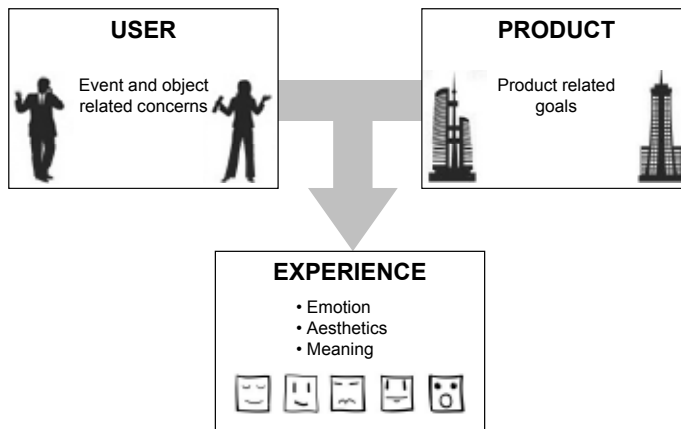 USER
Event and object
related concerns
PRODUCT
Product related
goals
EXPERIENCE
• Emotion
• Aesthetics
• Meaning